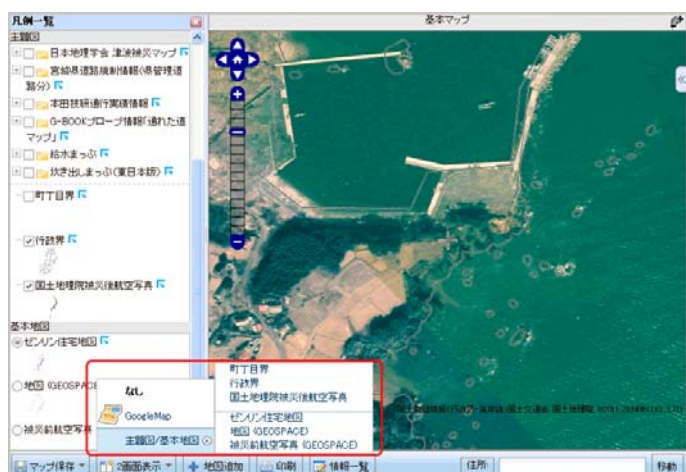 凡例一覧
基本マップ
主題図
日本地理学会 津波被災マップ
宮城県道路規制情報(県管理道
路分)
本田技研通行実績情報
G-BOOKプローブ情報「通れた道
マップ」
給水まっぷ
炊き出しまっぷ(東日本版)
町丁目界
行政界
国土地理院被災後航空写真
基本地図
ゼンリン住宅地図
地図 (GEOSPACE
被災前航空写真
なし
GoogleMap
主題図/基本地図
町丁目界
行政界
国土地理院被災後航空写真
ゼンリン住宅地図
地図 (GEOSPACE)
被災前航空写真 (GEOSPACE)
マップ保存
2画面表示
地図追加
印刷
情報一覧
住所
移動